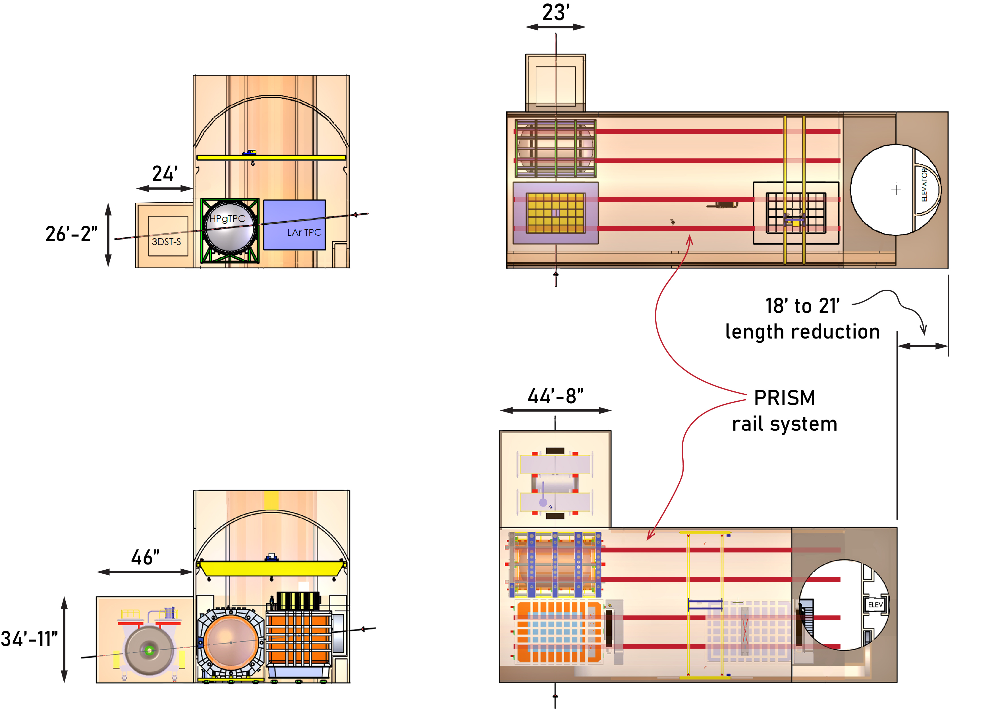 23’
24’
26’-2”
HPgTPC
LAr TPC
3DST-S
ELEVATOR
18’ to 21’
length reduction
PRISM
rail system
44’-8”
46”
34’-11”
ELEV